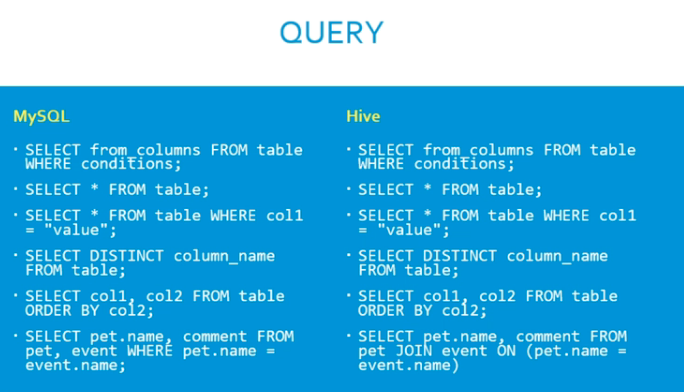 QUERY
MySQL
• SELECT from_columns FROM table
WHERE conditions;
• SELECT * FROM table;
• SELECT * FROM table WHERE col1
= "value";
• SELECT DISTINCT column_name
FROM table;
• SELECT col1, col2 FROM table
ORDER BY col2;
• SELECT pet.name, comment FROM
pet, event WHERE pet.name =
event.name;
Hive
• SELECT from_columns FROM table
WHERE conditions;
• SELECT * FROM table;
• SELECT * FROM table WHERE col1
= "value";
• SELECT DISTINCT column_name
FROM table;
• SELECT col1, col2 FROM table
ORDER BY col2;
• SELECT pet.name, comment FROM
pet JOIN event ON (pet.name =
event.name)